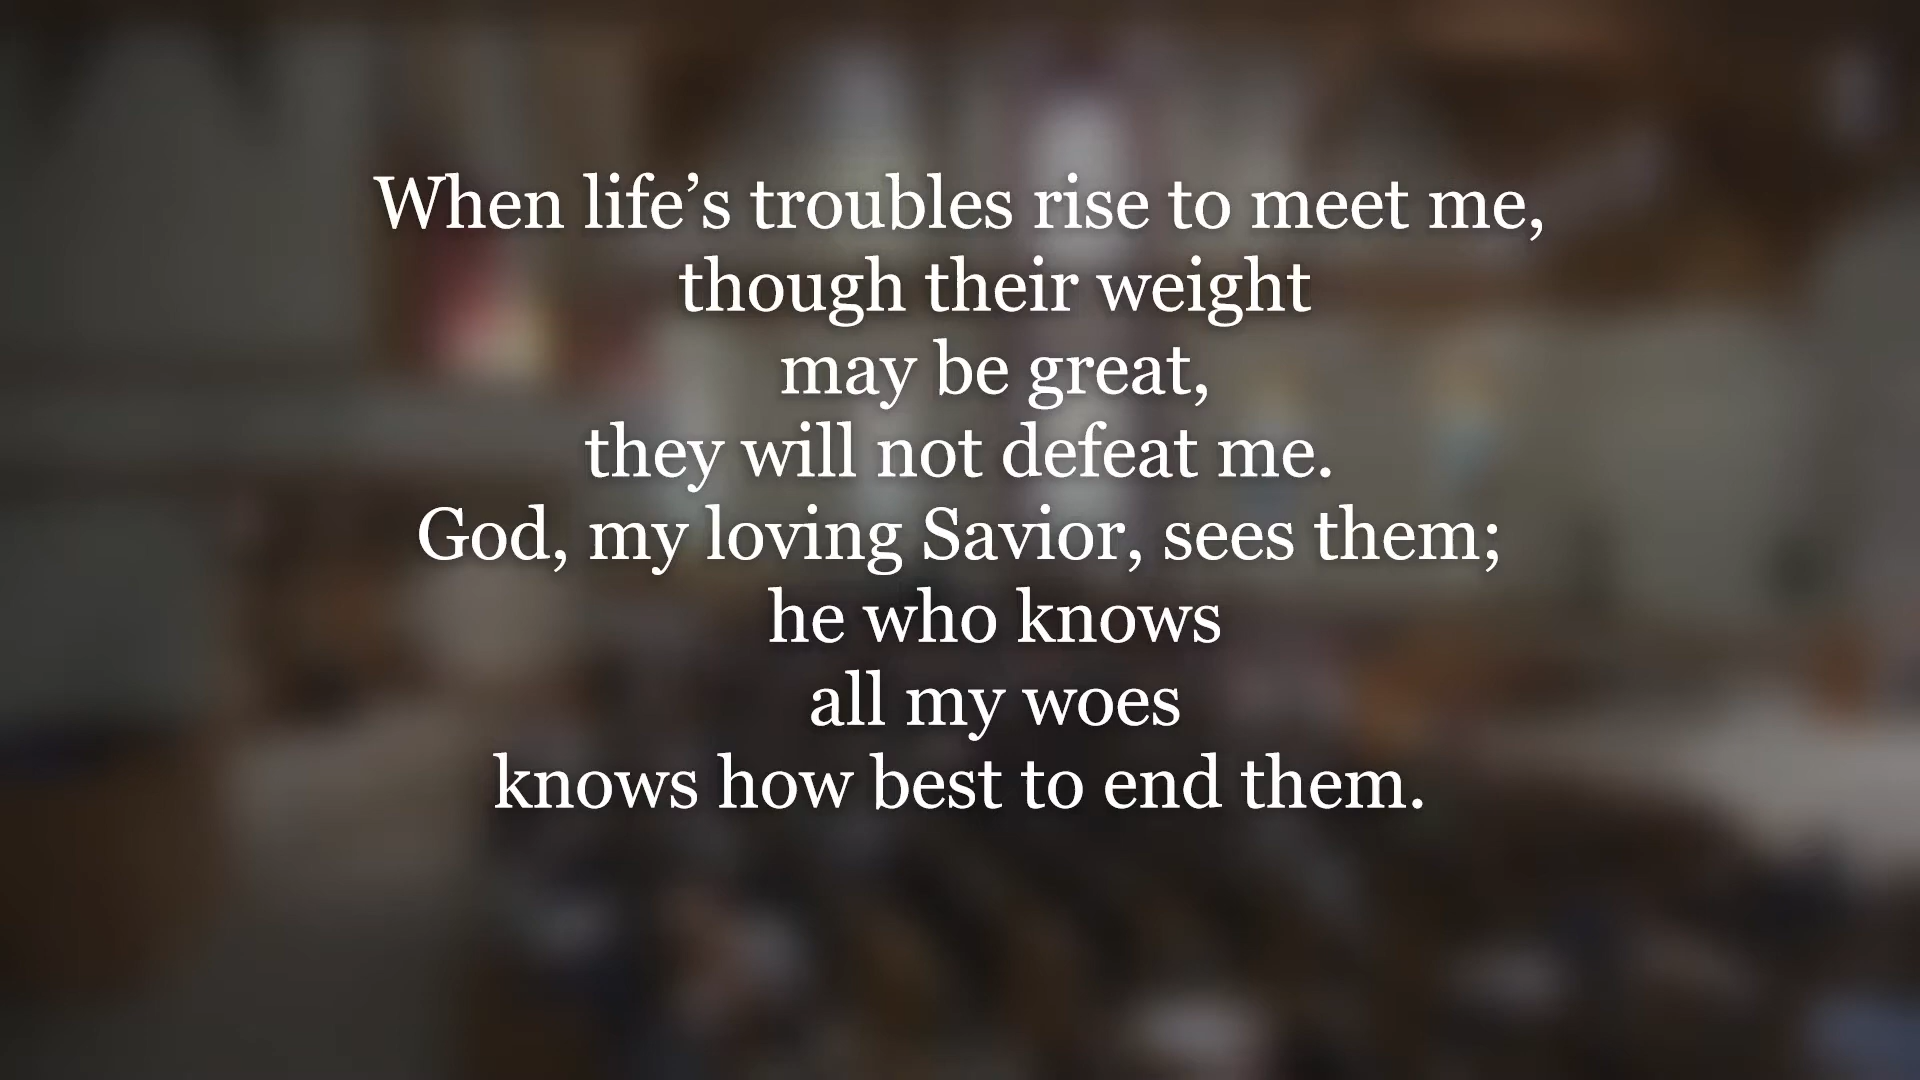 When life’s troubles rise to meet me,
though their weight
may be great,
they will not defeat me.
God, my loving Savior, sees them;
he who knows
all my woes
knows how best to end them.